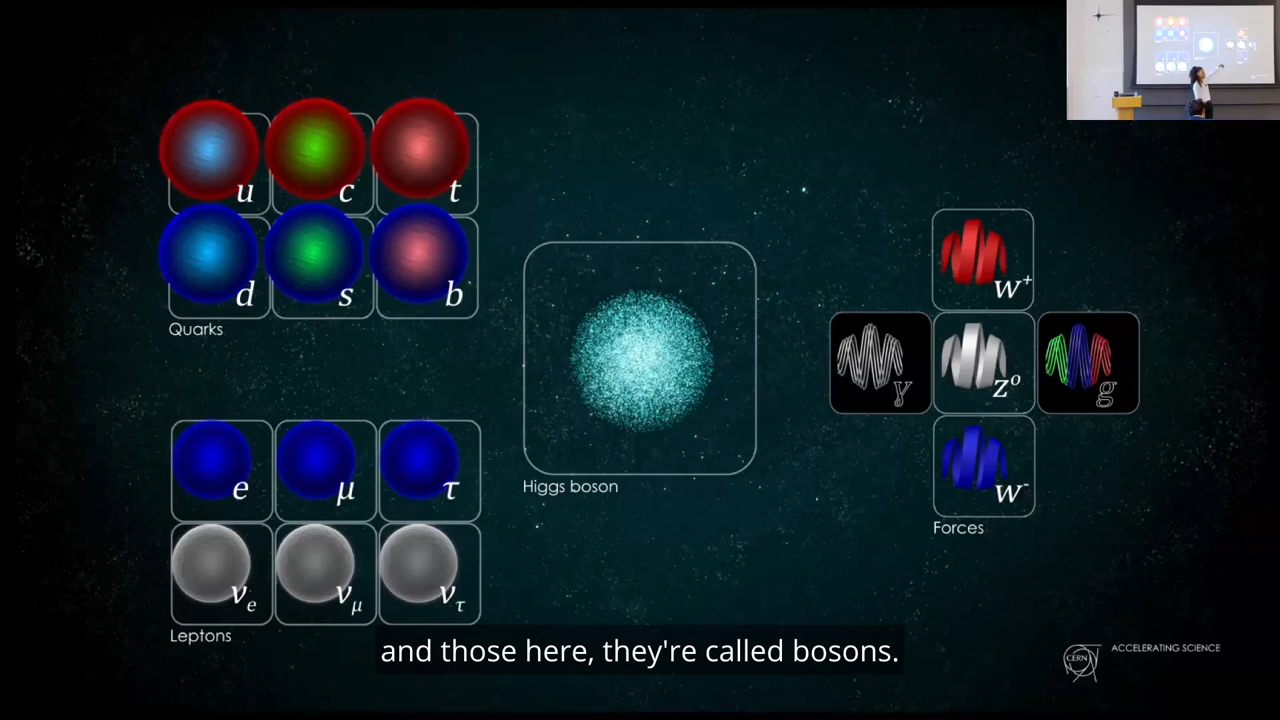 u
c
t
d
s
b
Quarks
e
μ
τ
νe
νμ
ντ
Leptons
Higgs boson
W+
γ
Z0
g
W-
Forces
and those here, they're called bosons.
CERN
ACCELERATING SCIENCE